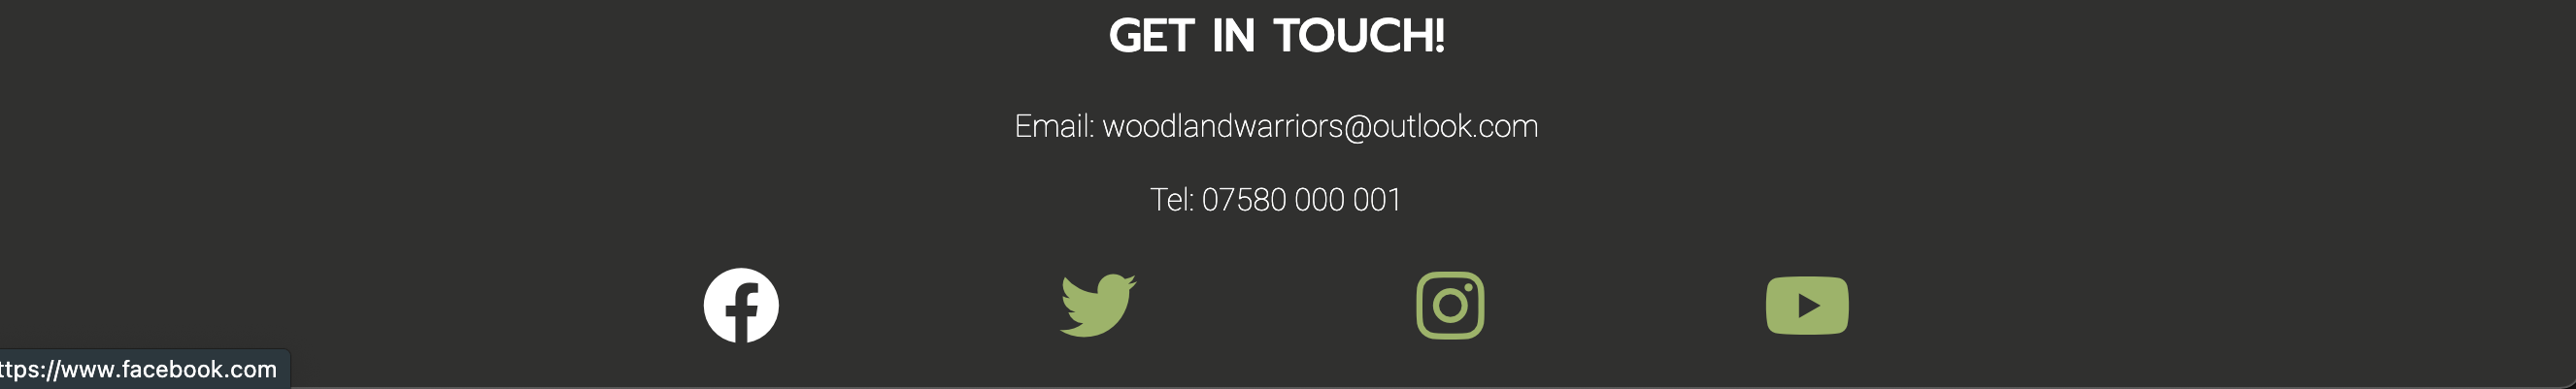 GET IN TOUCH!
Email: woodlandwarriors@outlook.com
Tel: 07580 000 001
ttps://www.facebook.com